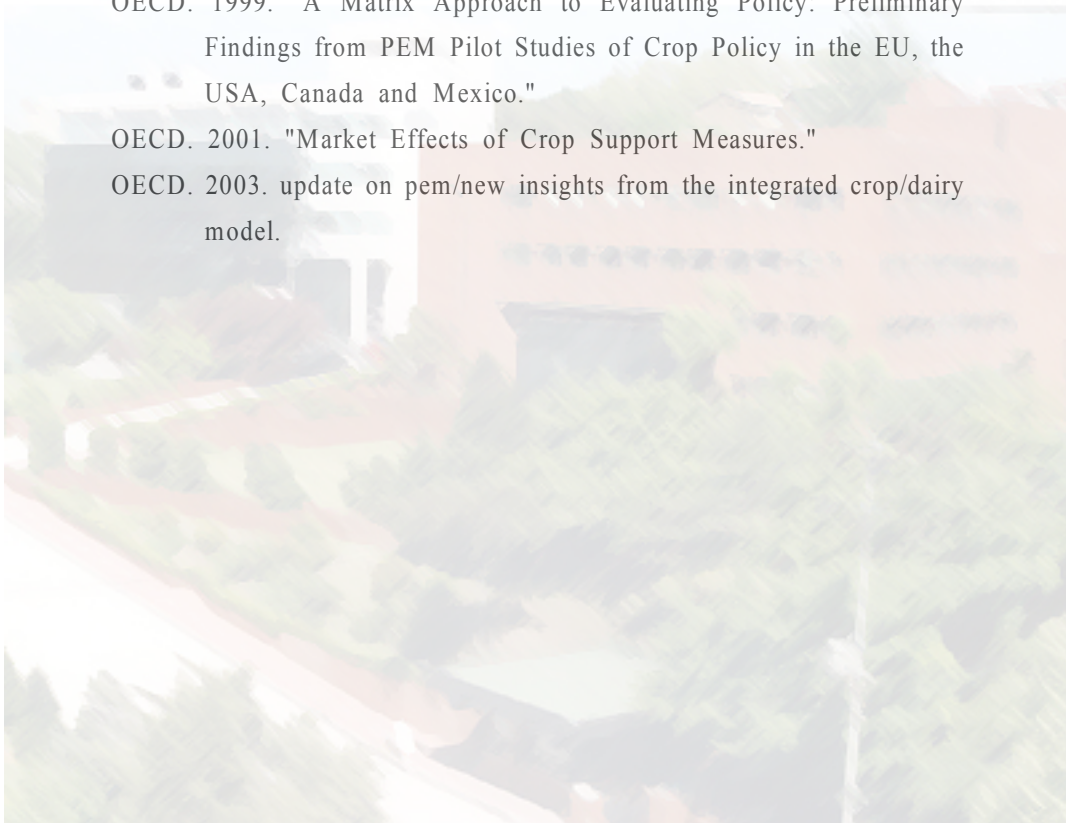 OECD. 1999. "A Matrix Approach to Evaluating Policy: Preliminary
Findings from PEM Pilot Studies of Crop Policy in the EU, the
USA, Canada and Mexico."
OECD. 2001. "Market Effects of Crop Support Measures."
OECD. 2003. update on pem/new insights from the integrated crop/dairy
model.